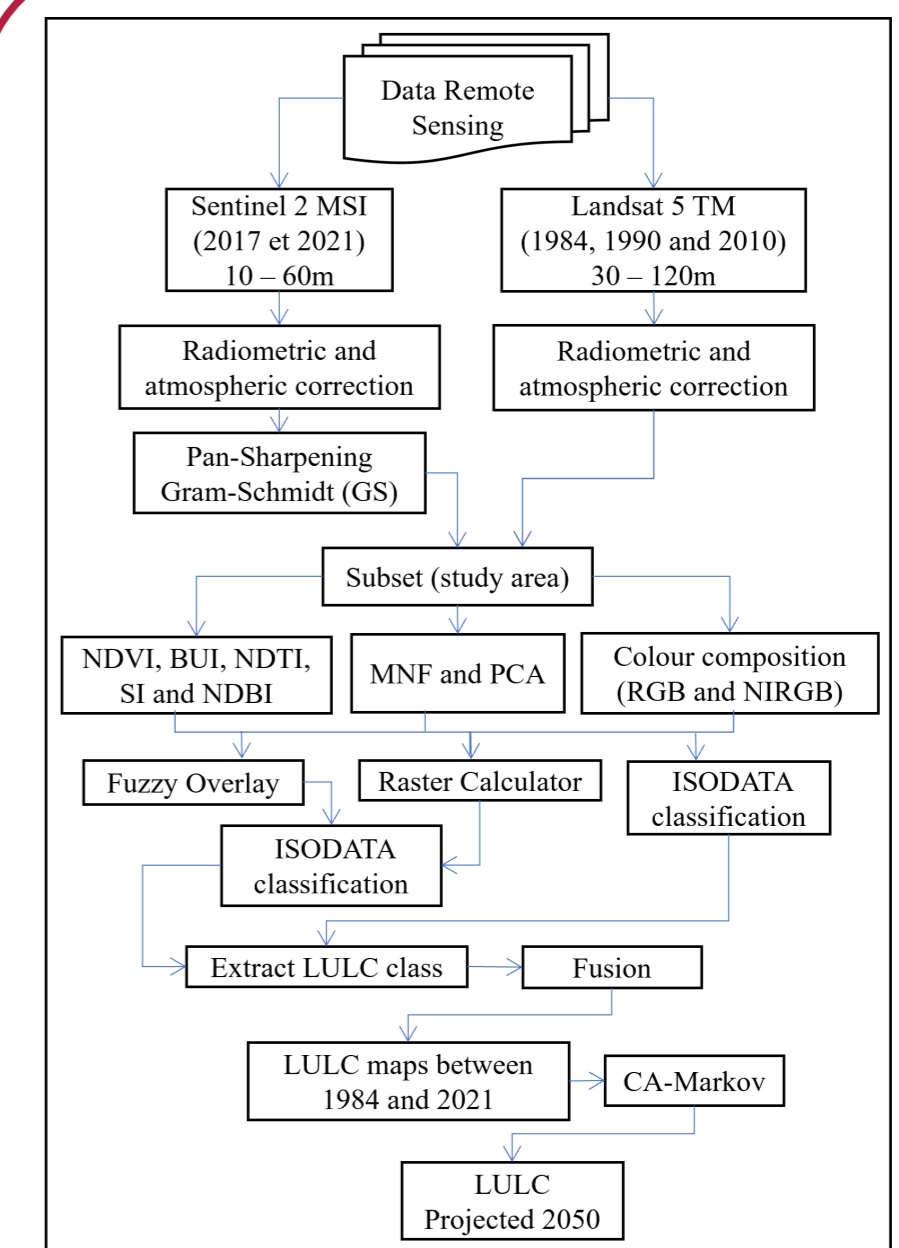 Data Remote
Sensing
Sentinel 2 MSI
(2017 et 2021)
10 – 60m
Landsat 5 TM
(1984, 1990 and 2010)
30 – 120m
Radiometric and
atmospheric correction
Radiometric and
atmospheric correction
Pan-Sharpening
Gram-Schmidt (GS)
Subset (study area)
NDVI, BUI, NDTI,
SI and NDBI
MNF and PCA
Colour composition
(RGB and NIRGB)
Fuzzy Overlay
Raster Calculator
ISODATA
classification
ISODATA
classification
Extract LULC class
Fusion
LULC maps between
1984 and 2021
CA-Markov
LULC
Projected 2050